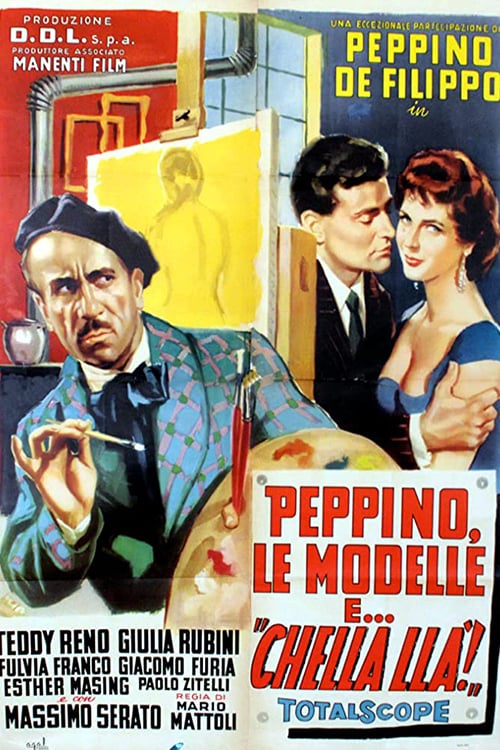 PRODUZIONE
D.D.L. s.p.a.
PRODUTTORE ASSOCIATO
MANENTI FILM
UNA ECCEZIONALE PARTECIPAZIONE DI
PEPPINO
DE FILIPPO
in
PEPPINO,
LE MODELLE
E...
"CHELLA LLÀ"!
TOTALSCOPE
TEDDY RENO GIULIA RUBINI
FULVIA FRANCO GIACOMO FURIA
ESTHER MASING PAOLO ZITELLI
e con
MASSIMO SERATO
REGIA DI
MARIO
MATTOLI